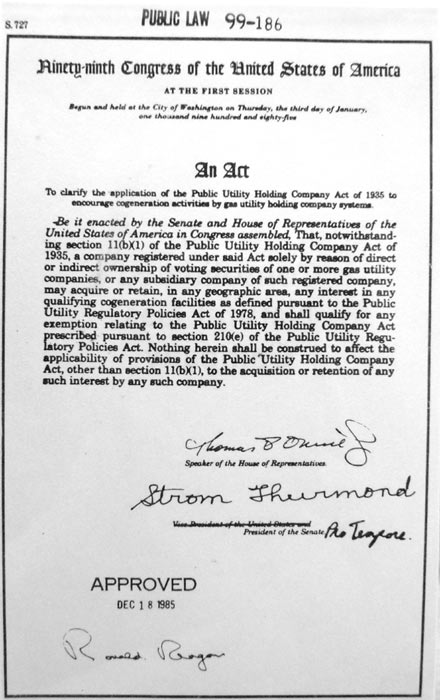 S. 727
PUBLIC LAW 99-186
Ninety-ninth Congress of the United States of America
AT THE FIRST SESSION
Begun and held at the City of Washington on Thursday, the third day of January,
one thousand nine hundred and eighty-five
An Act
To clarify the application of the Public Utility Holding Company Act of 1935 to
encourage cogeneration activities by gas utility holding company systems.
Be it enacted by the Senate and House of Representatives of the
United States of America in Congress assembled, That, notwithstand-
ing section 11(b)(1) of the Public Utility Holding Company Act of
1935, a company registered under said Act solely by reason of direct
or indirect ownership of voting securities of one or more gas utility
companies, or any subsidiary company of such registered company,
may acquire or retain, in any geographic area, any interest in any
qualifying cogeneration facilities as defined pursuant to the Public
Utility Regulatory Policies Act of 1978, and shall qualify for any
exemption relating to the Public Utility Holding Company Act
prescribed pursuant to section 210(e) of the Public Utility Regu-
latory Policies Act. Nothing herein shall be construed to affect the
applicability of provisions of the Public Utility Holding Company
Act, other than section 11(b)(1), to the acquisition or retention of any
such interest by any such company.
Thomas P. O'Neill Jr
Speaker of the House of Representatives.
Strom Thurmond
Vice President of the United States and
President of the Senate Pro Tempore.
APPROVED
DEC 18 1985
Ronald Reagan